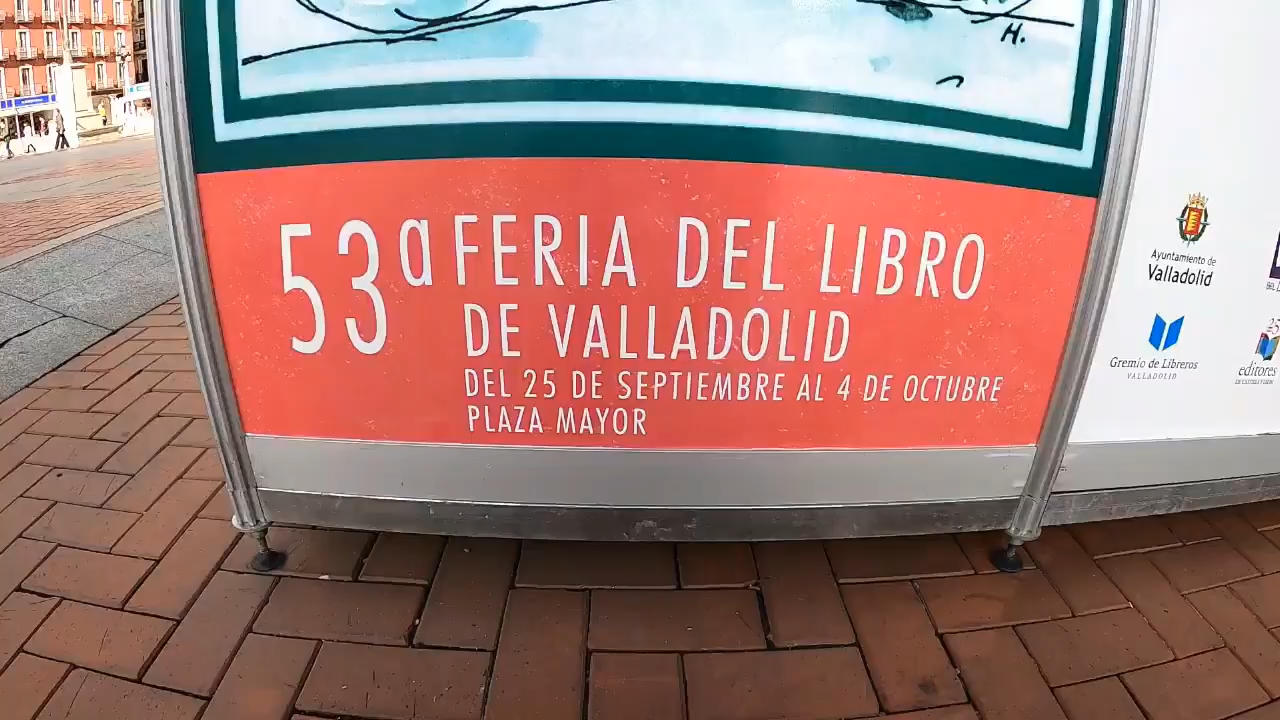 H.
53ª FERIA DEL LIBRO
DE VALLADOLID
DEL 25 DE SEPTIEMBRE AL 4 DE OCTUBRE
PLAZA MAYOR
Ayuntamiento de
Valladolid
Gremio de Libreros
VALLADOLID
25
editores